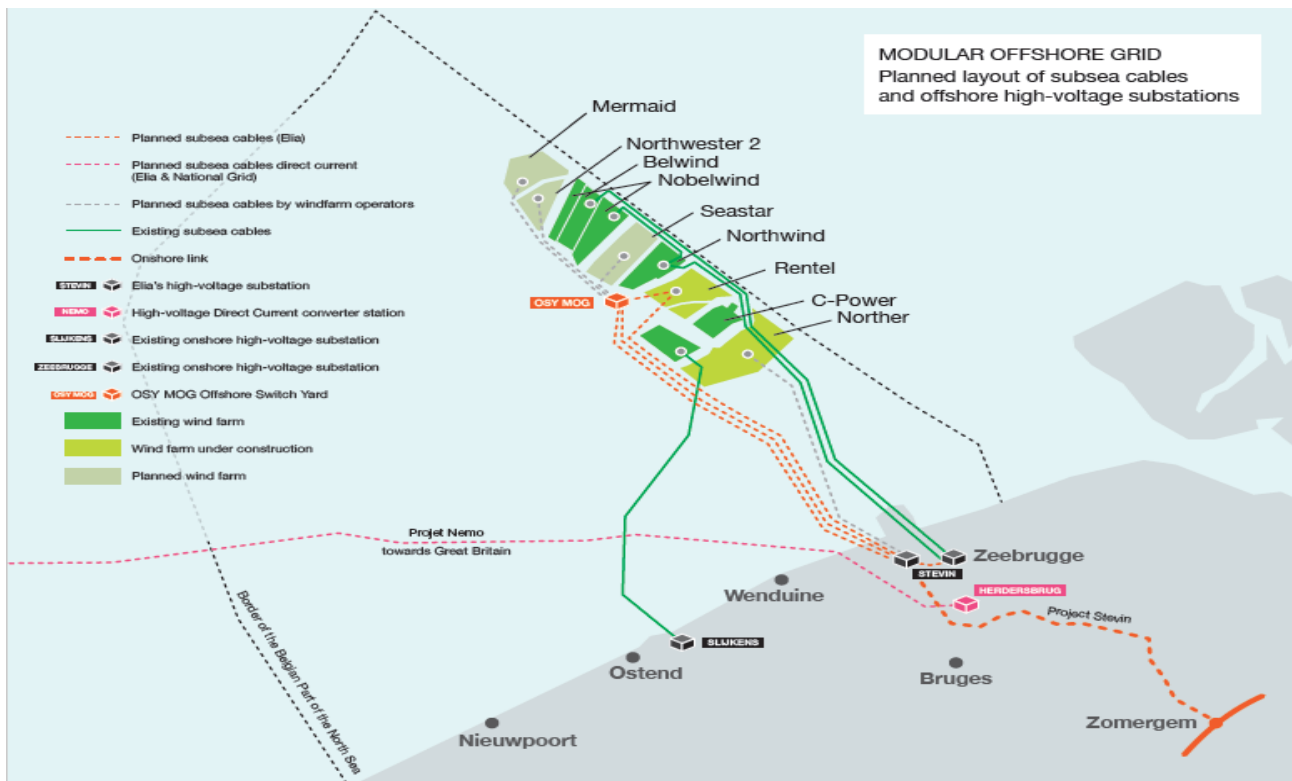 MODULAR OFFSHORE GRID
Planned layout of subsea cables
and offshore high-voltage substations
Mermaid
Northwester 2
Belwind
Nobelwind
Seastar
Northwind
Rentel
C-Power
Norther
Planned subsea cables (Elia)
Planned subsea cables direct current
(Elia & National Grid)
Planned subsea cables by windfarm operators
Existing subsea cables
Onshore link
STEVIN Elia's high-voltage substation
NEMO High-voltage Direct Current converter station
SLIJKENS Existing onshore high-voltage substation
ZEEBRUGGE Existing onshore high-voltage substation
OSY MOG OSY MOG Offshore Switch Yard
Existing wind farm
Wind farm under construction
Planned wind farm
OSY MOG
Projet Nemo
towards Great Britain
Border of the Belgian Part of the North Sea
Zeebrugge
STEVIN
HERDERSBRUG
Project Stevin
Wenduine
SLIJKENS
Ostend
Bruges
Nieuwpoort
Zomergem